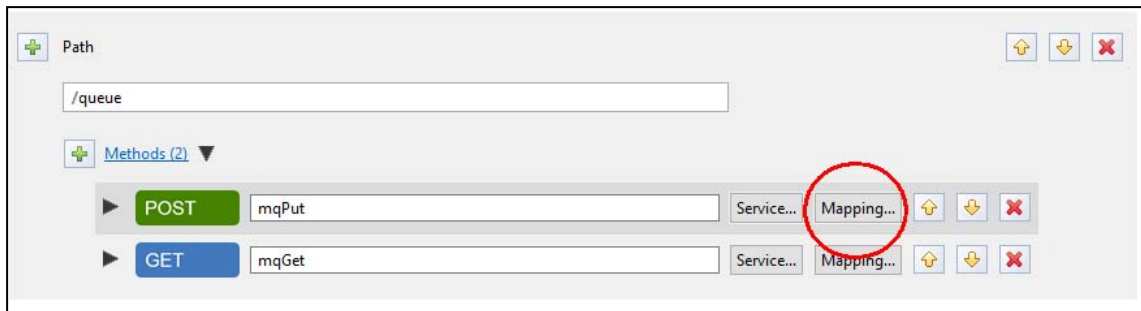 Path
/queue
Methods (2)
POST mqPut Service... Mapping...
GET mqGet Service... Mapping...